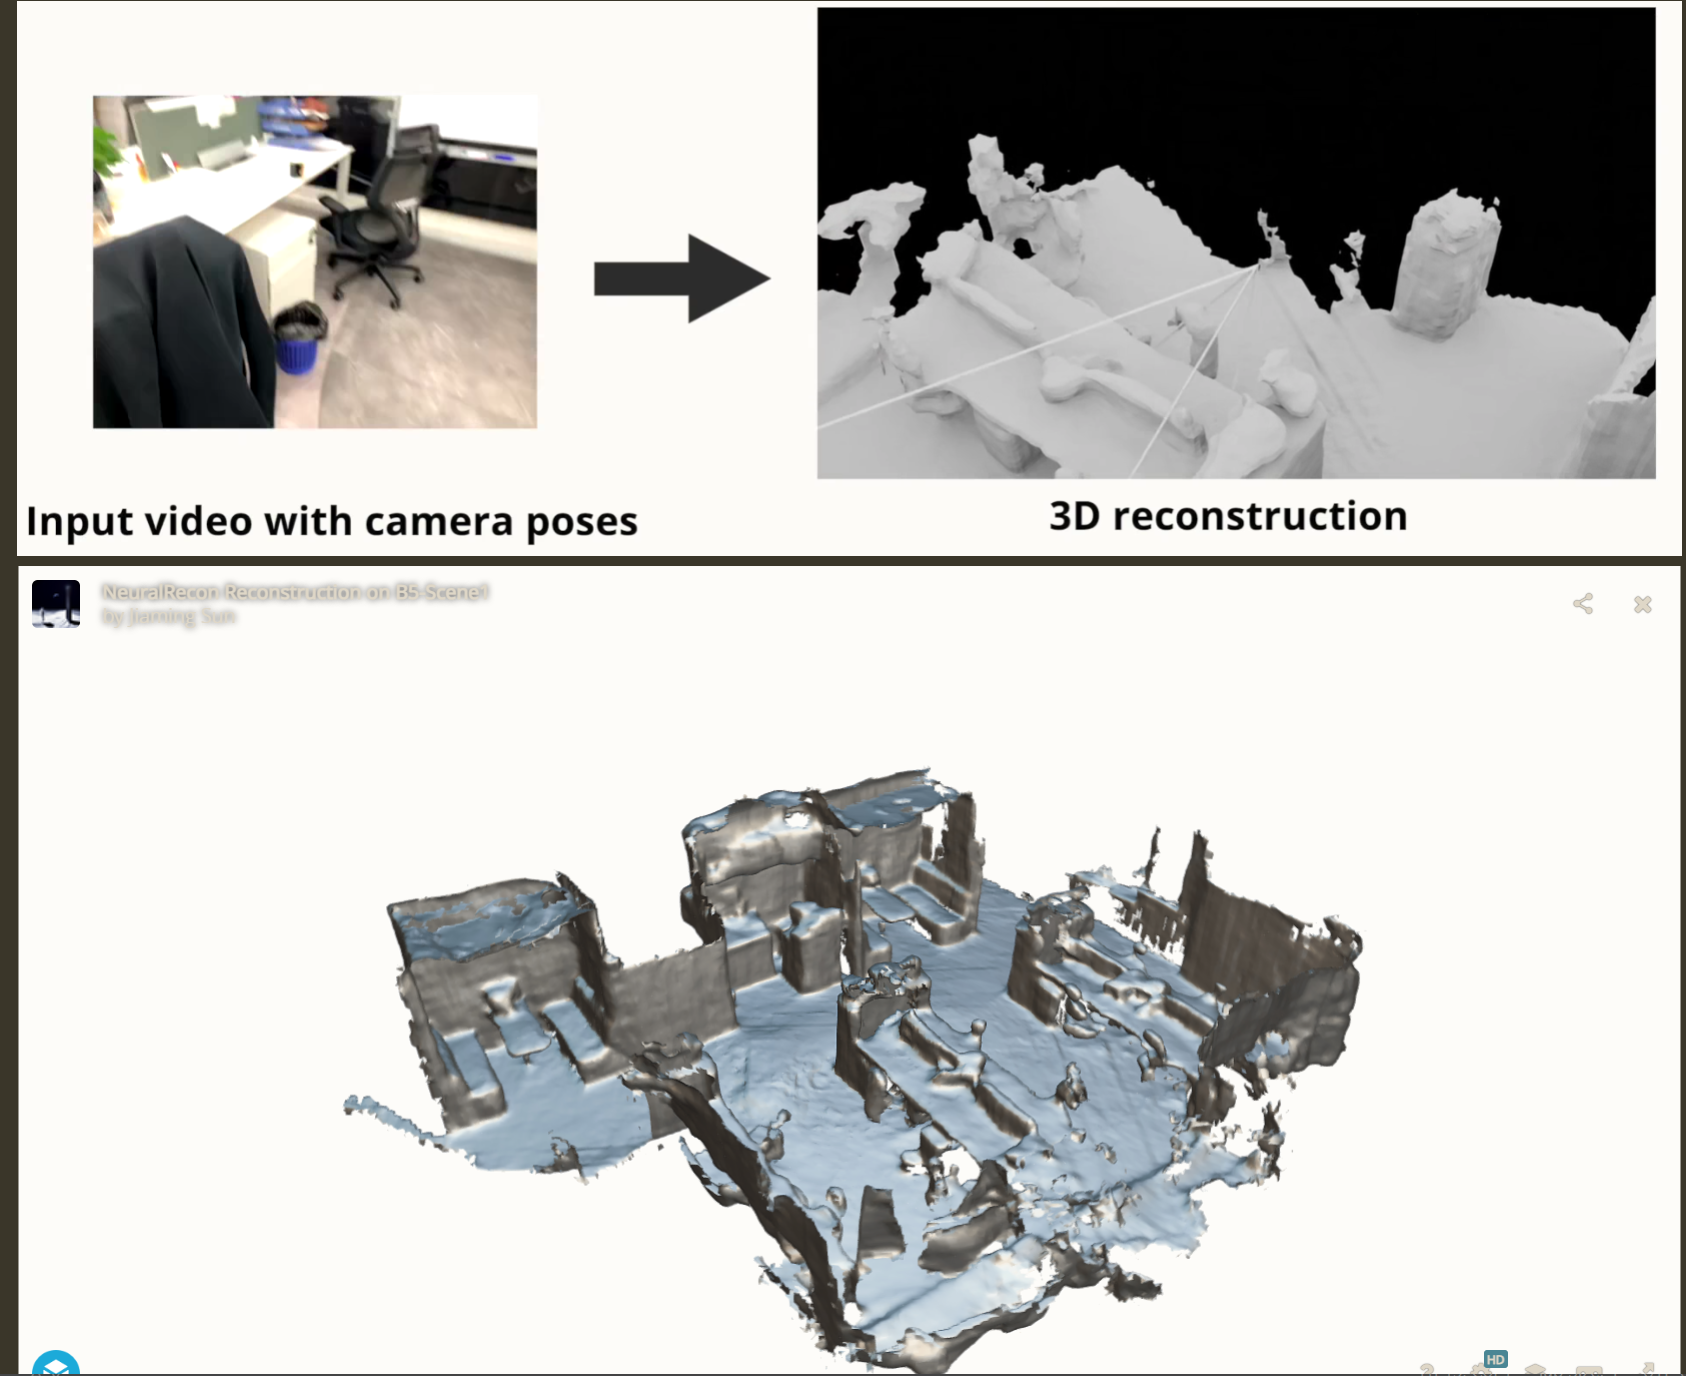 Input video with camera poses
3D reconstruction
NeuralRecon Reconstruction on B5-Scene1
by Jiaming Sun
HD